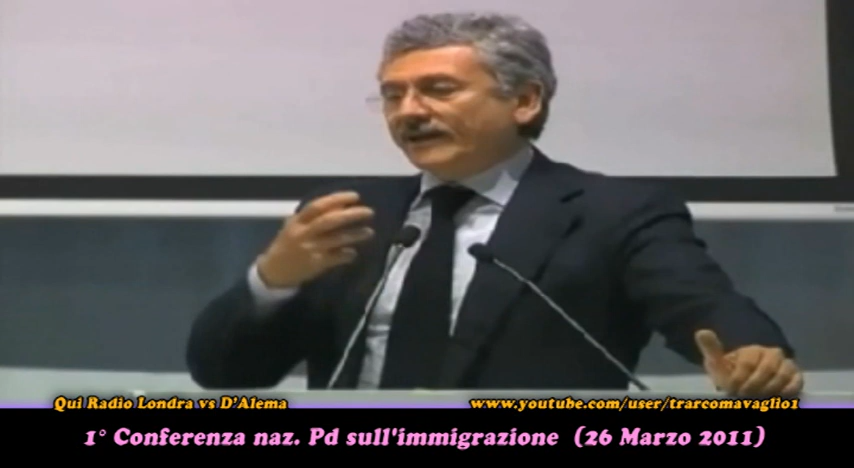 Qui Radio Londra vs D'Alema
www.youtube.com/user/trarcomavaglio1
1° Conferenza naz. Pd sull'immigrazione (26 Marzo 2011)